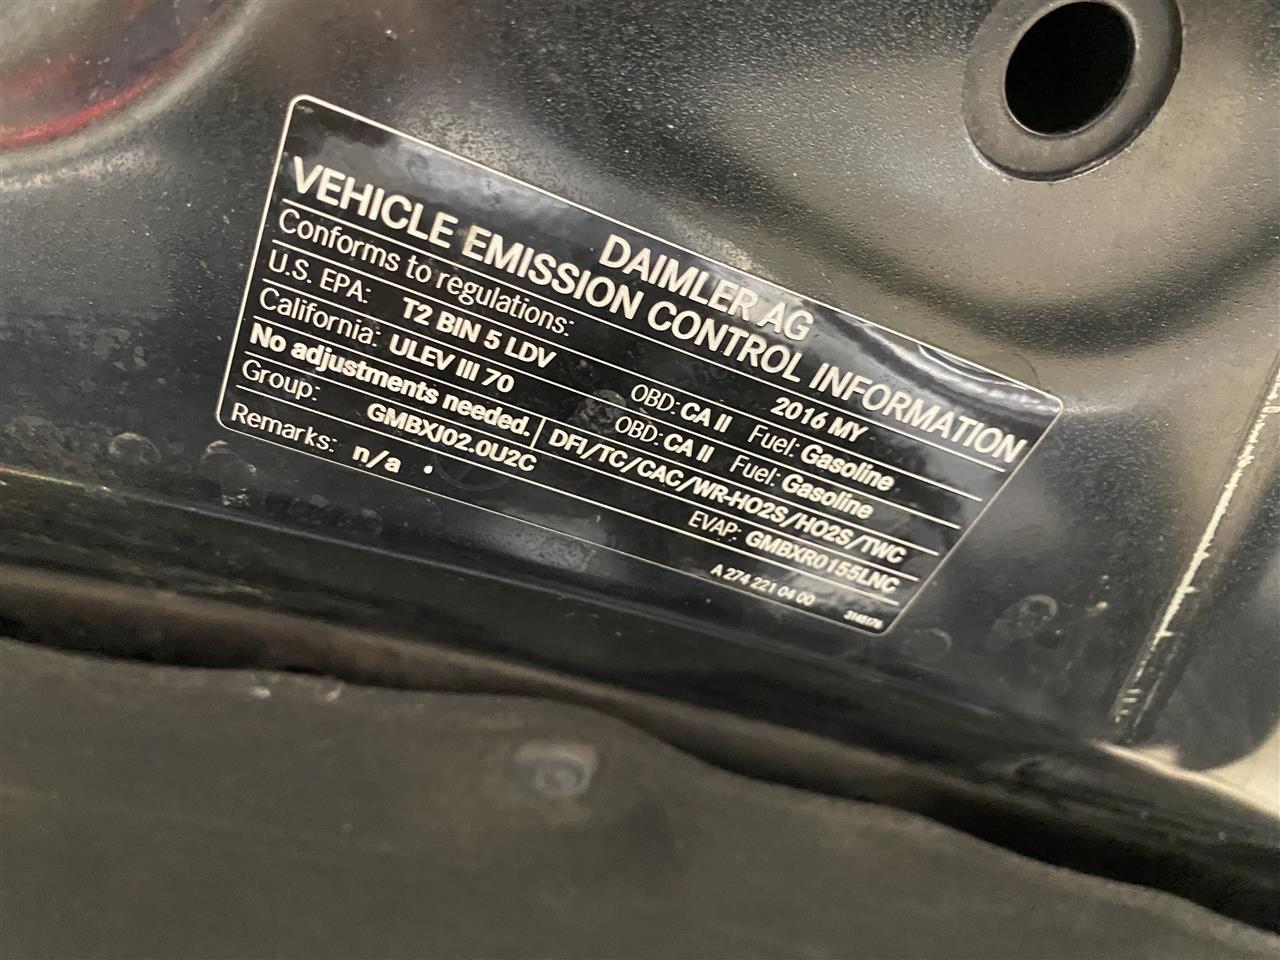 DAIMLER AG
VEHICLE EMISSION CONTROL INFORMATION
Conforms to regulations: 2016 MY
U.S. EPA: T2 BIN 5 LDV OBD: CA II Fuel: Gasoline
California: ULEV III 70 OBD: CA II Fuel: Gasoline
No adjustments needed. DFI/TC/CAC/WR-HO2S/HO2S/TWC
Group: GMBXJ02.0U2C EVAP: GMBXR0155LNC
Remarks: n/a • A 274 221 04 00 3145176